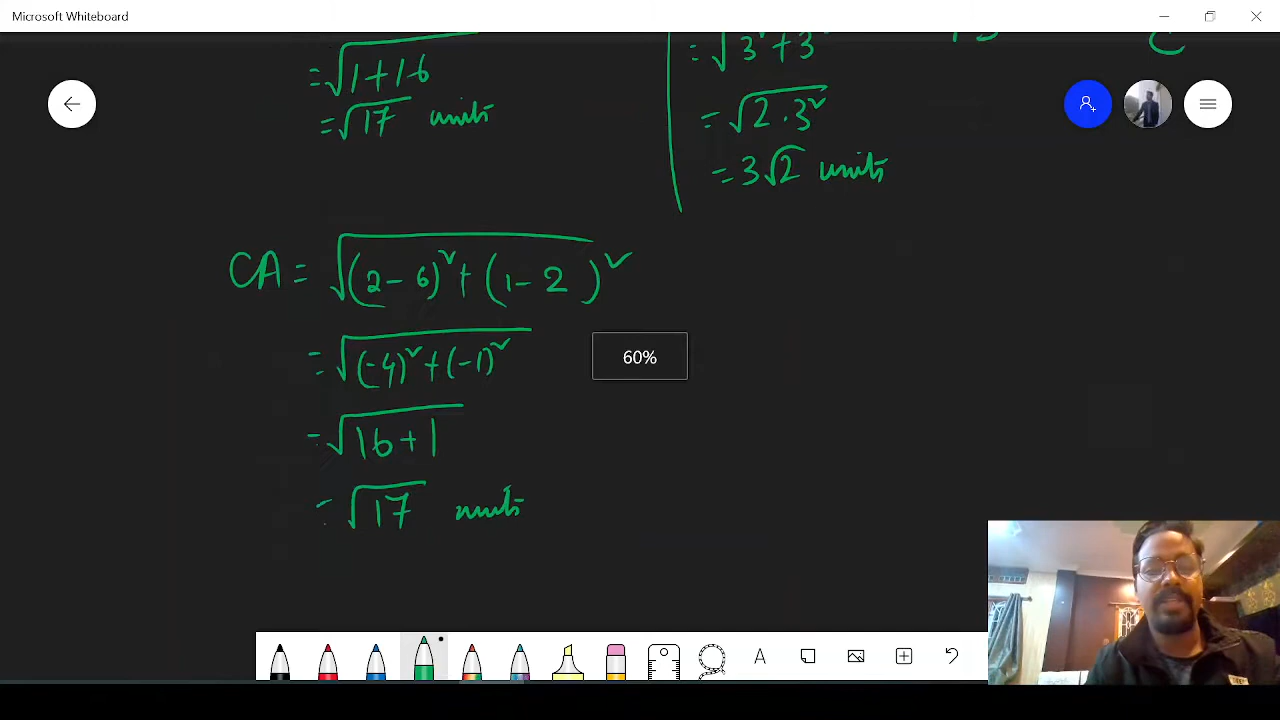 Microsoft Whiteboard
= √1+16
= √17 units
= √3² + 3²
= √2 · 3²
= 3√2 units
CA = √(2 - 6)² + (1 - 2)²
= √(-4)² + (-1)²
= √16 + 1
= √17 units
60%
A